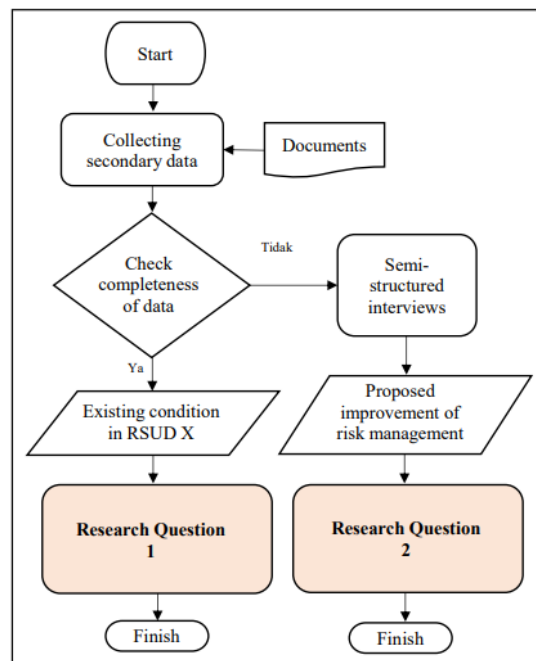 Start
Collecting
secondary data
Documents
Check
completeness
of data
Tidak
Semi-
structured
interviews
Ya
Existing condition
in RSUD X
Proposed
improvement of
risk management
Research Question
1
Research Question
2
Finish
Finish